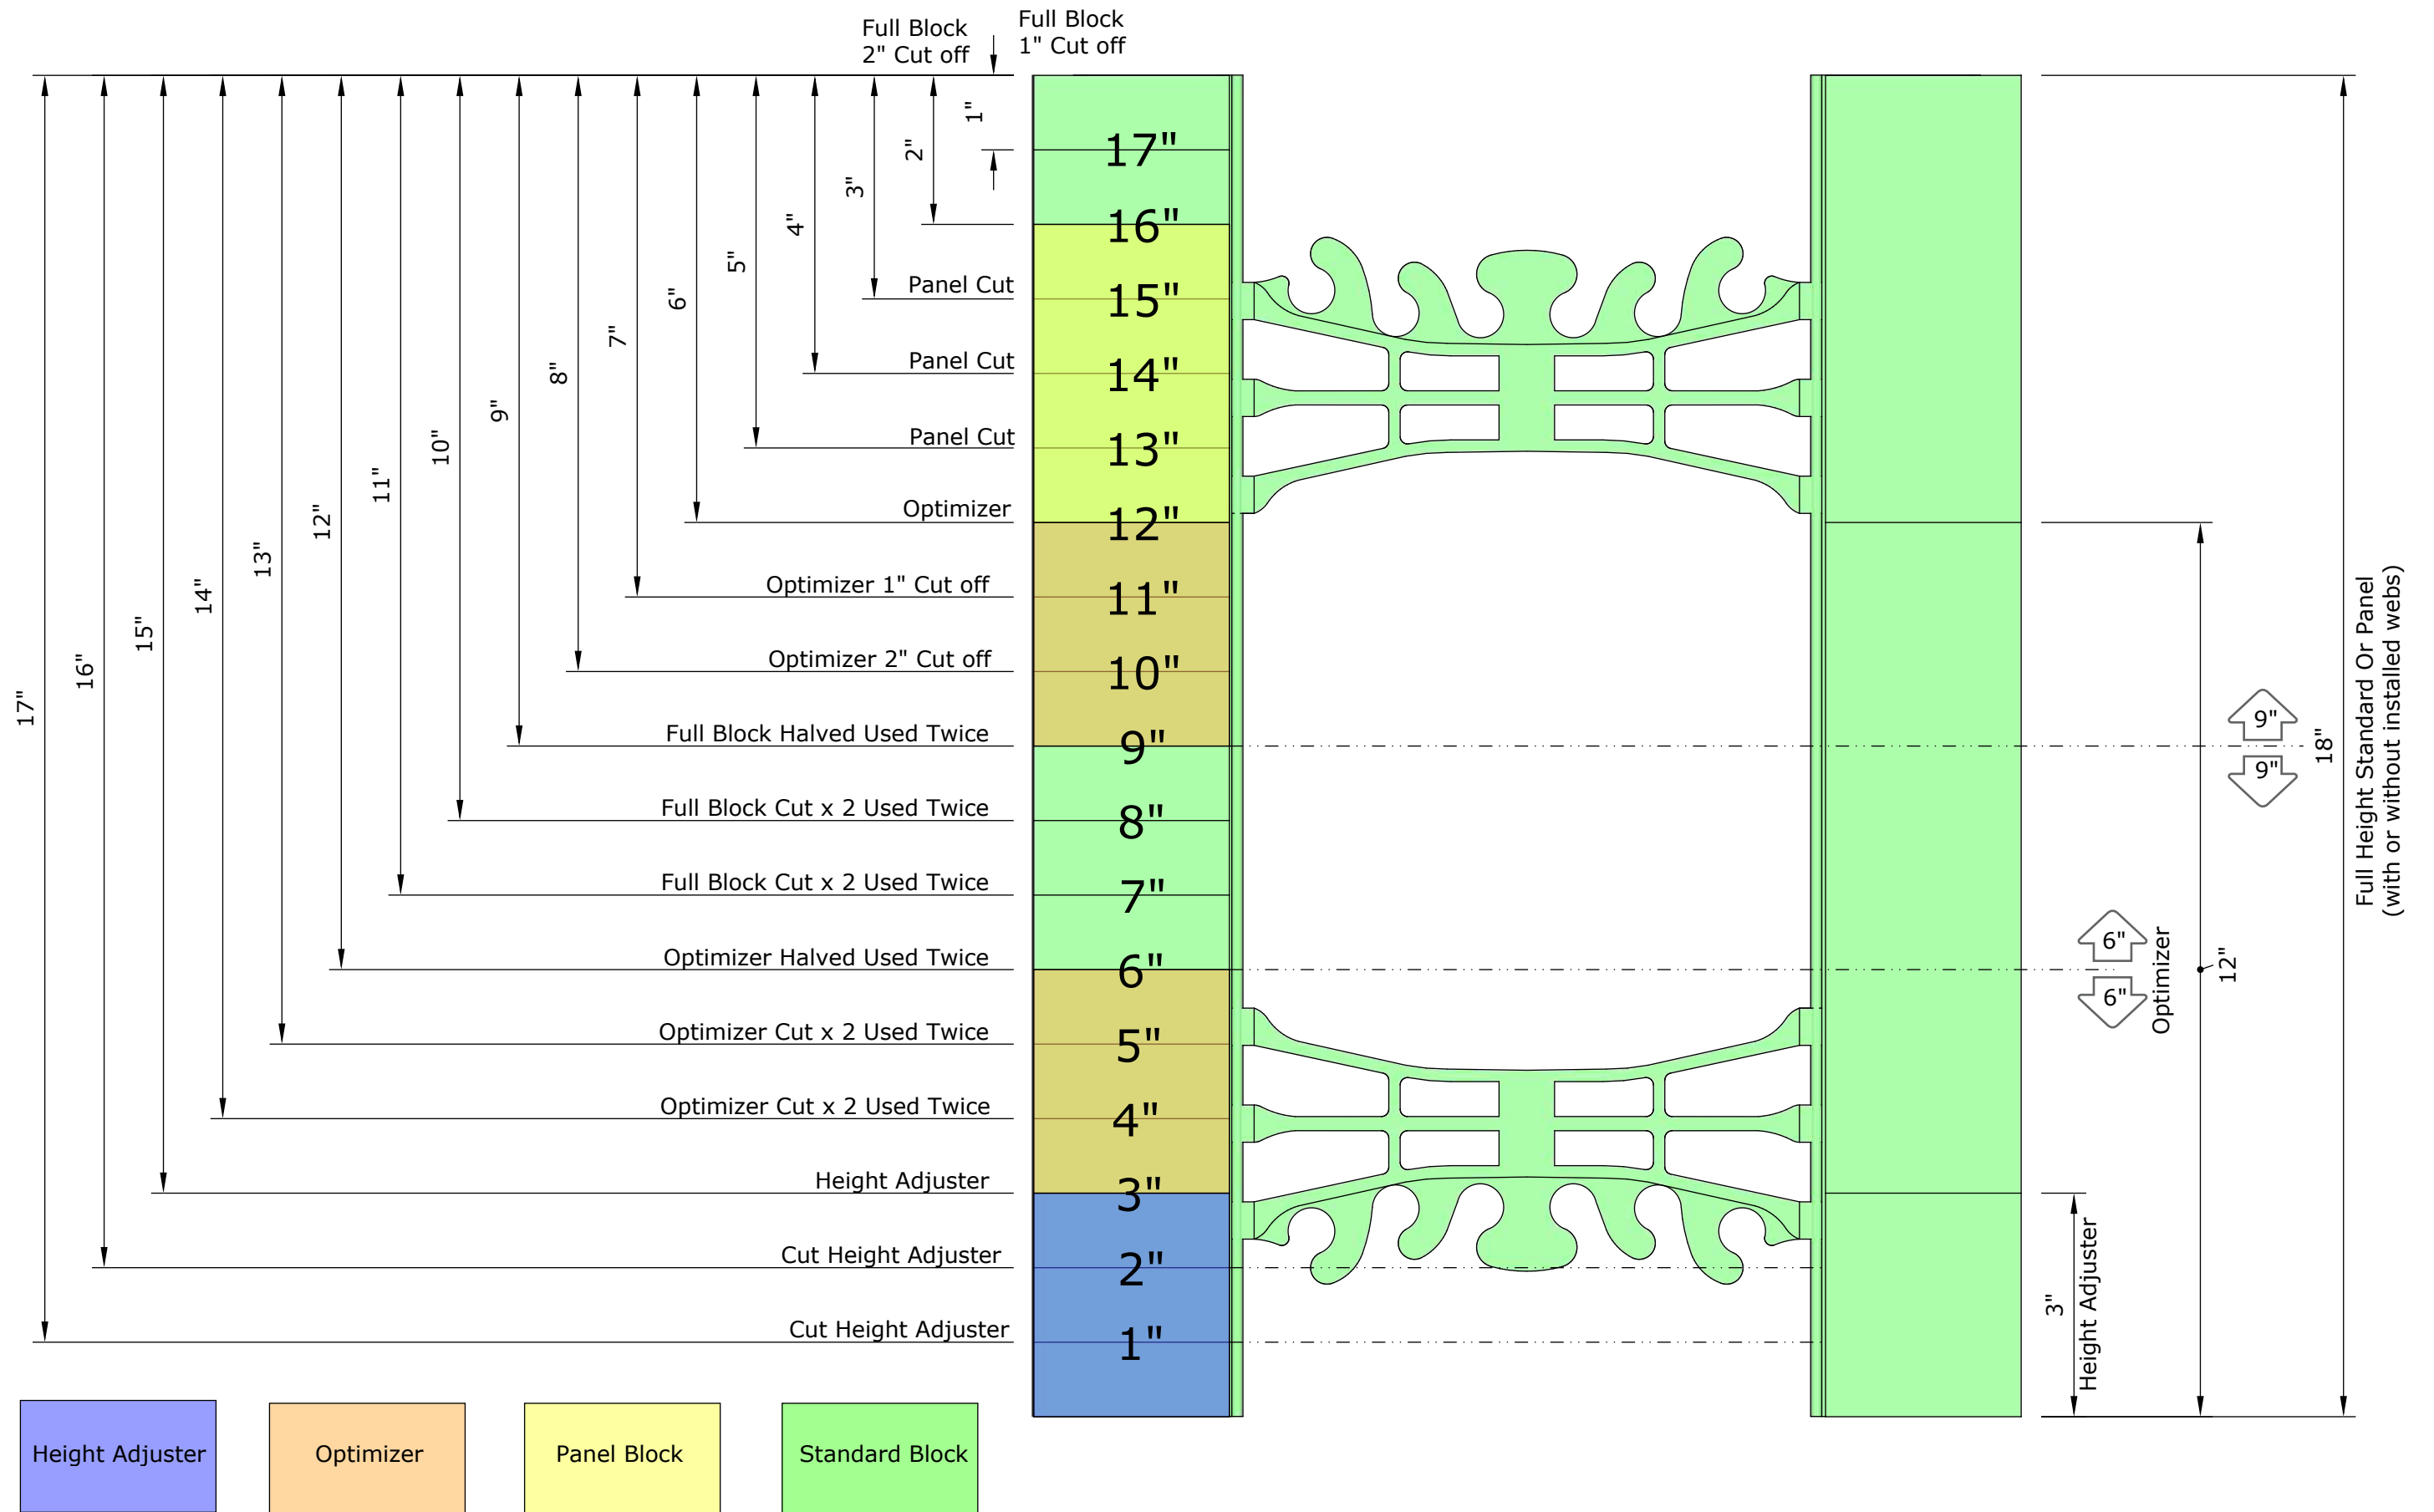 Full Block
2" Cut off
Full Block
1" Cut off
1"
2"
3"
4"
5"
6"
7"
8"
9"
10"
11"
12"
13"
14"
15"
16"
17"
Panel Cut
Panel Cut
Panel Cut
Optimizer
Optimizer 1" Cut off
Optimizer 2" Cut off
Full Block Halved Used Twice
Full Block Cut x 2 Used Twice
Full Block Cut x 2 Used Twice
Optimizer Halved Used Twice
Optimizer Cut x 2 Used Twice
Optimizer Cut x 2 Used Twice
Height Adjuster
Cut Height Adjuster
Cut Height Adjuster
17"
16"
15"
14"
13"
12"
11"
10"
9"
8"
7"
6"
5"
4"
3"
2"
1"
9"
9"
18"
Full Height Standard Or Panel
(with or without installed webs)
6"
6"
Optimizer
12"
3"
Height Adjuster
Height Adjuster
Optimizer
Panel Block
Standard Block